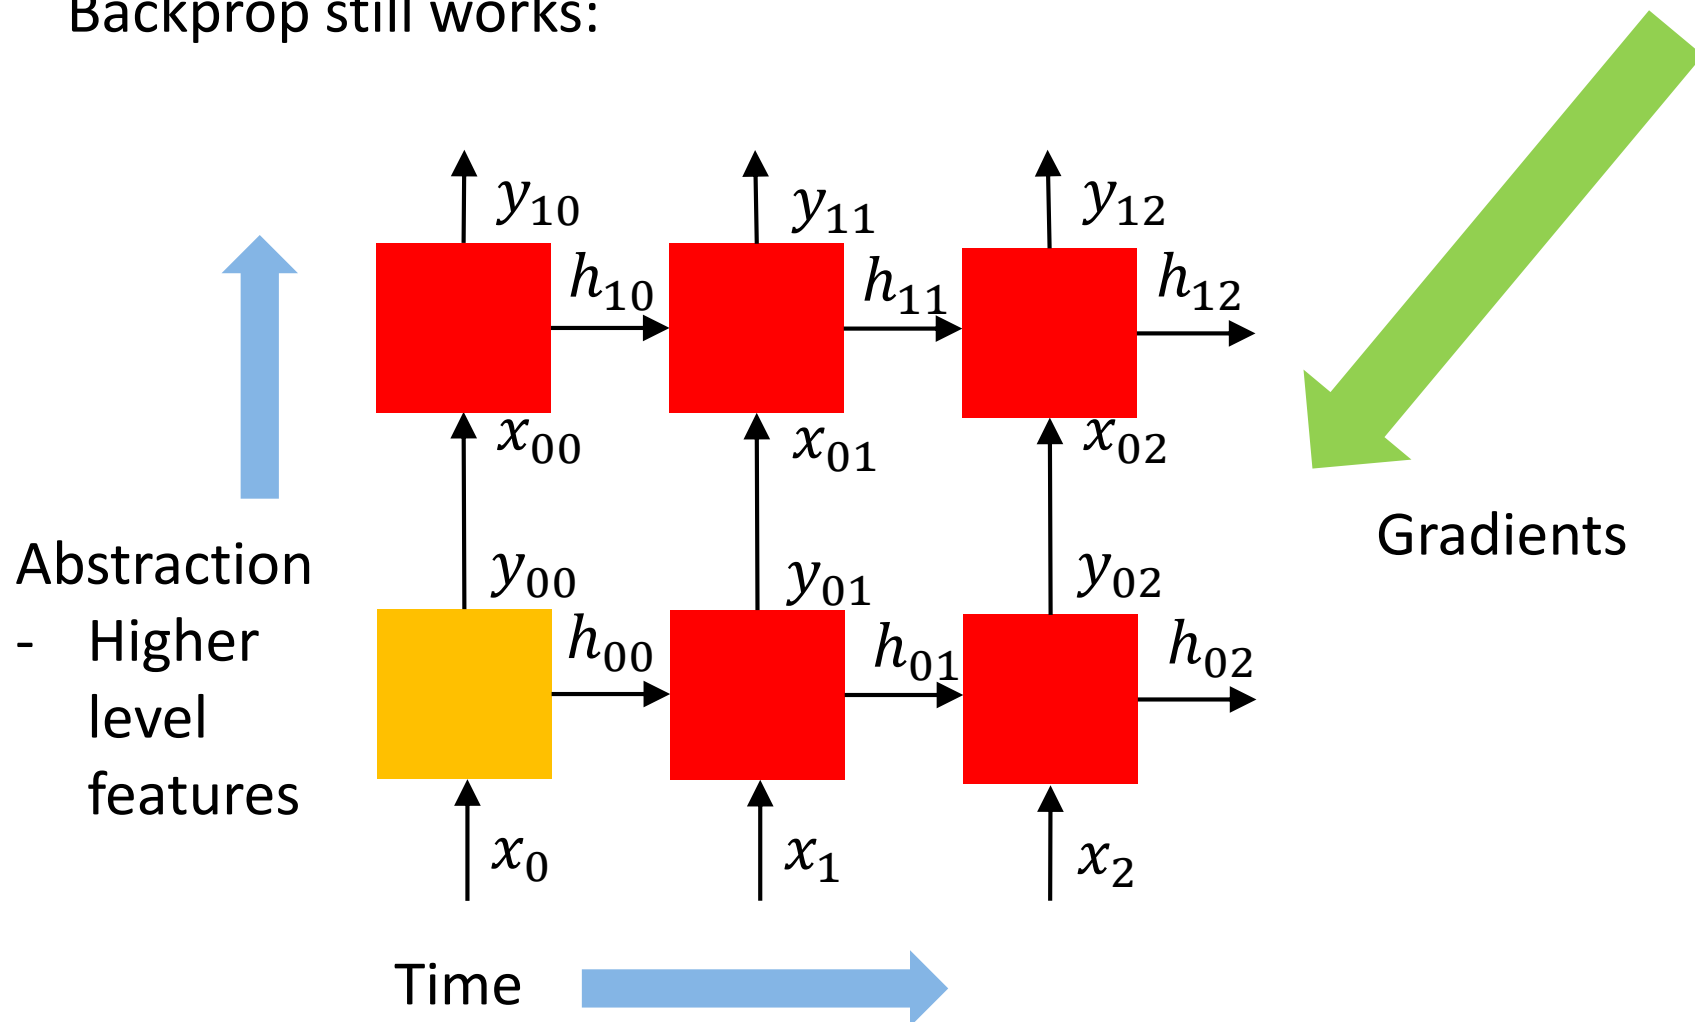 Backprop still works:
y₁₀ y₁₁ y₁₂
h₁₀ h₁₁ h₁₂
x₀₀ x₀₁ x₀₂
Gradients
Abstraction
- Higher
level
features
y₀₀ y₀₁ y₀₂
h₀₀ h₀₁ h₀₂
x₀ x₁ x₂
Time